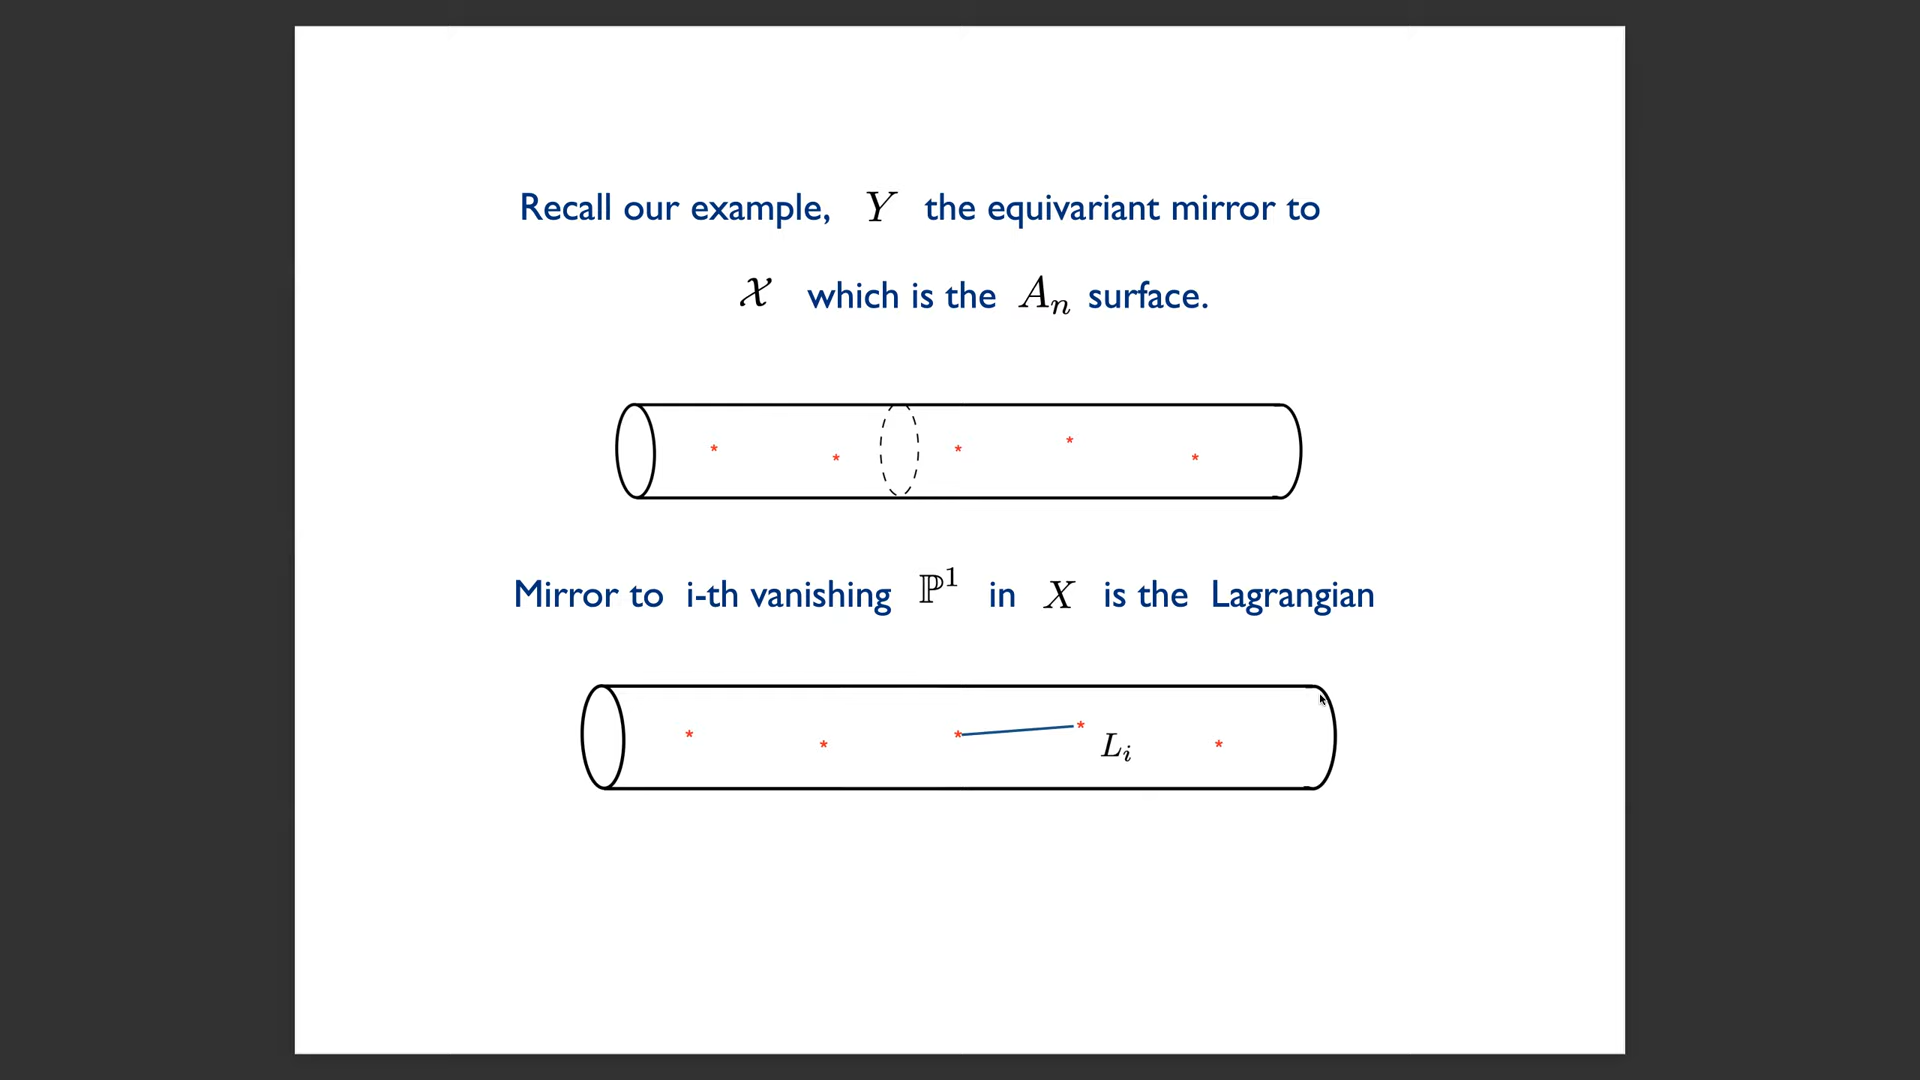 Recall our example, Y the equivariant mirror to
𝒳 which is the Aₙ surface.
* * * * *
Mirror to i-th vanishing ℙ¹ in X is the Lagrangian
* * * * *
Lᵢ